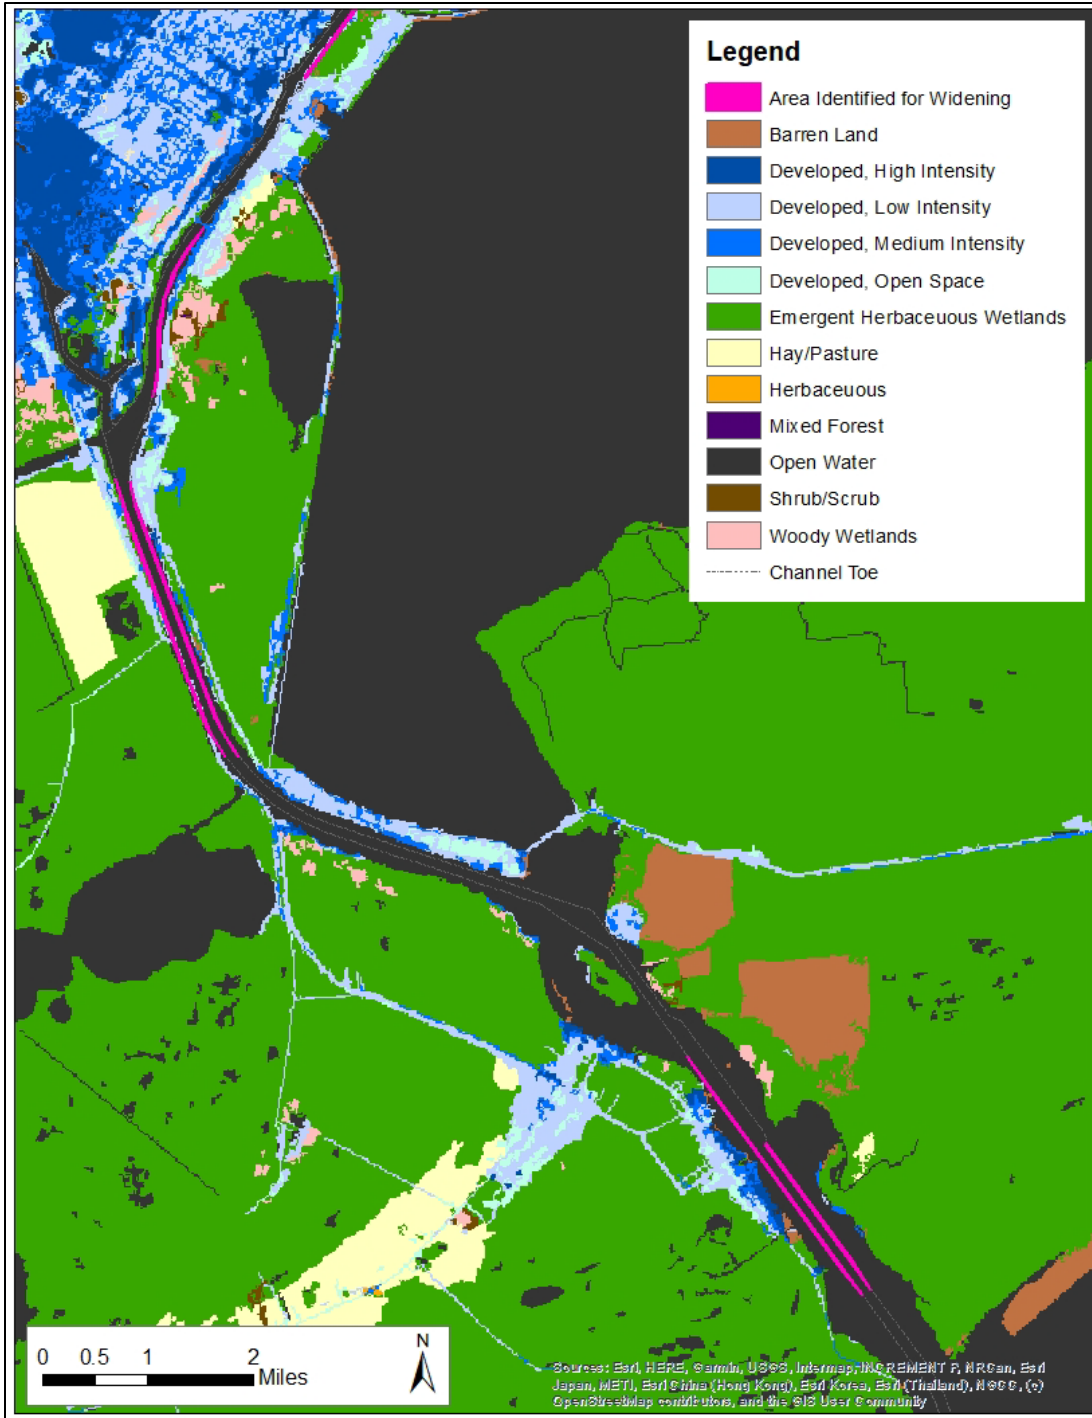 Legend
Area Identified for Widening
Barren Land
Developed, High Intensity
Developed, Low Intensity
Developed, Medium Intensity
Developed, Open Space
Emergent Herbaceuous Wetlands
Hay/Pasture
Herbaceuous
Mixed Forest
Open Water
Shrub/Scrub
Woody Wetlands
Channel Toe
N
0 0.5 1 2
Miles
Sources: Esri, HERE, Garmin, USGS, Intermap, INCREMENT P, NRCan, Esri
Japan, METI, Esri China (Hong Kong), Esri Korea, Esri (Thailand), NGCC, (c)
OpenStreetMap contributors, and the GIS User Community